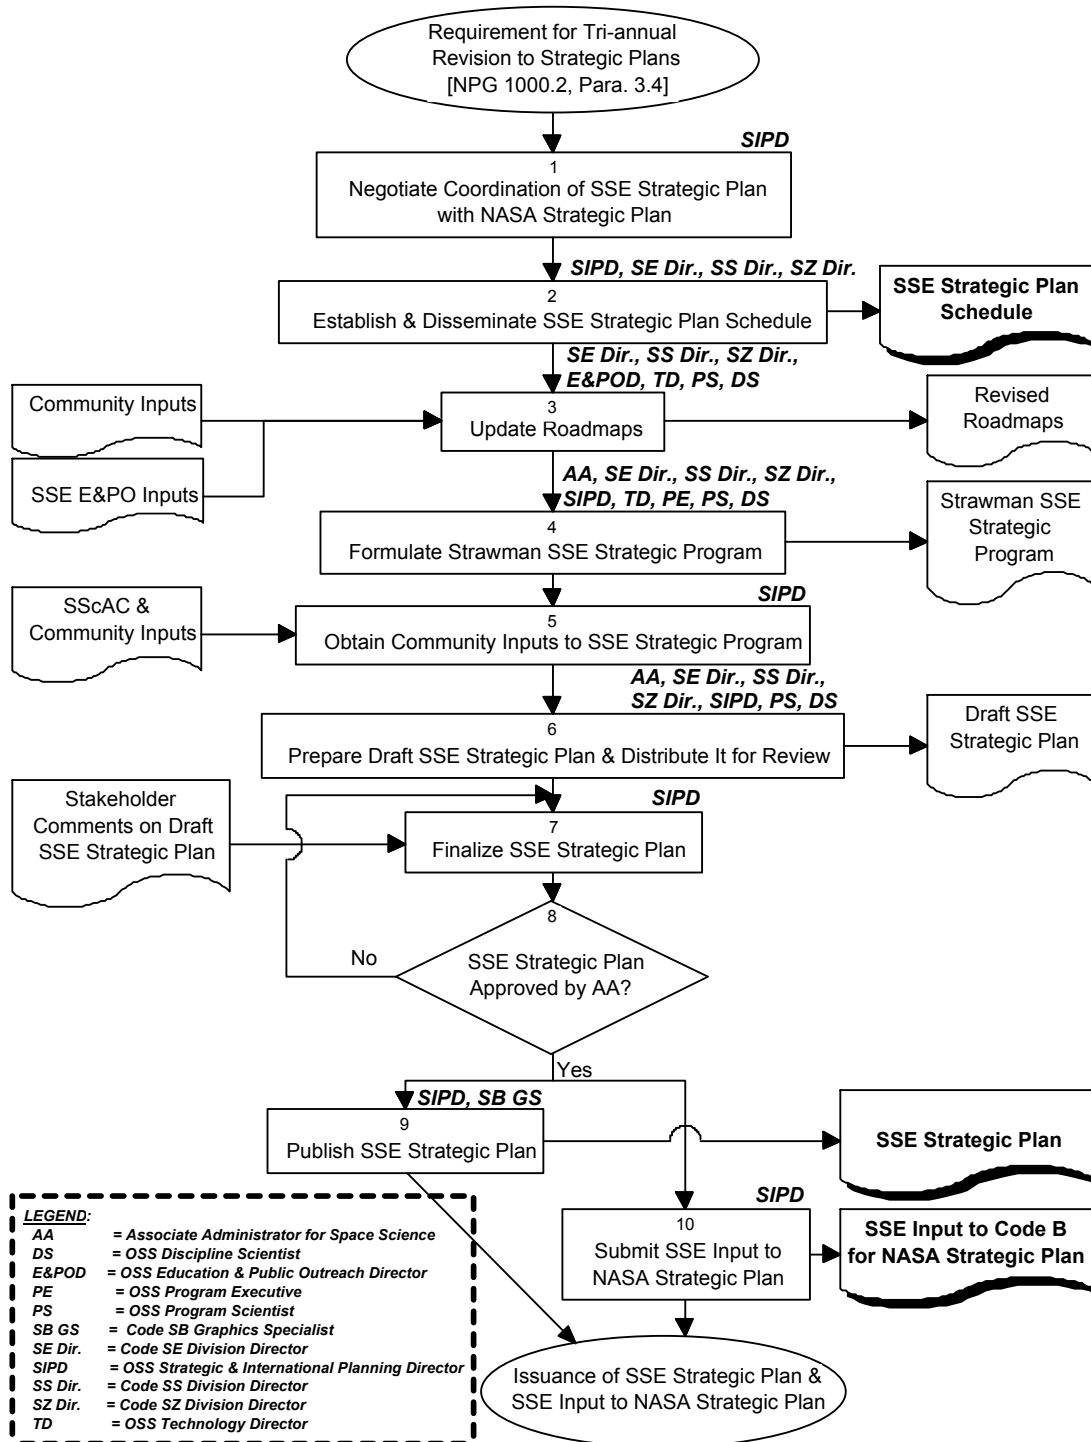 Requirement for Tri-annual
Revision to Strategic Plans
[NPG 1000.2, Para. 3.4]
SIPD
1
Negotiate Coordination of SSE Strategic Plan
with NASA Strategic Plan
SIPD, SE Dir., SS Dir., SZ Dir.
2
Establish & Disseminate SSE Strategic Plan Schedule
SSE Strategic Plan
Schedule
SE Dir., SS Dir., SZ Dir.,
E&POD, TD, PS, DS
Community Inputs
SSE E&PO Inputs
3
Update Roadmaps
Revised
Roadmaps
AA, SE Dir., SS Dir., SZ Dir.,
SIPD, TD, PE, PS, DS
4
Formulate Strawman SSE Strategic Program
Strawman SSE
Strategic
Program
SIPD
SScAC &
Community Inputs
5
Obtain Community Inputs to SSE Strategic Program
AA, SE Dir., SS Dir.,
SZ Dir., SIPD, PS, DS
6
Prepare Draft SSE Strategic Plan & Distribute It for Review
Draft SSE
Strategic Plan
SIPD
Stakeholder
Comments on Draft
SSE Strategic Plan
7
Finalize SSE Strategic Plan
8
SSE Strategic Plan
Approved by AA?
No
Yes
SIPD, SB GS
9
Publish SSE Strategic Plan
SSE Strategic Plan
SIPD
10
Submit SSE Input to
NASA Strategic Plan
SSE Input to Code B
for NASA Strategic Plan
Issuance of SSE Strategic Plan &
SSE Input to NASA Strategic Plan
LEGEND:
AA = Associate Administrator for Space Science
DS = OSS Discipline Scientist
E&POD = OSS Education & Public Outreach Director
PE = OSS Program Executive
PS = OSS Program Scientist
SB GS = Code SB Graphics Specialist
SE Dir. = Code SE Division Director
SIPD = OSS Strategic & International Planning Director
SS Dir. = Code SS Division Director
SZ Dir. = Code SZ Division Director
TD = OSS Technology Director